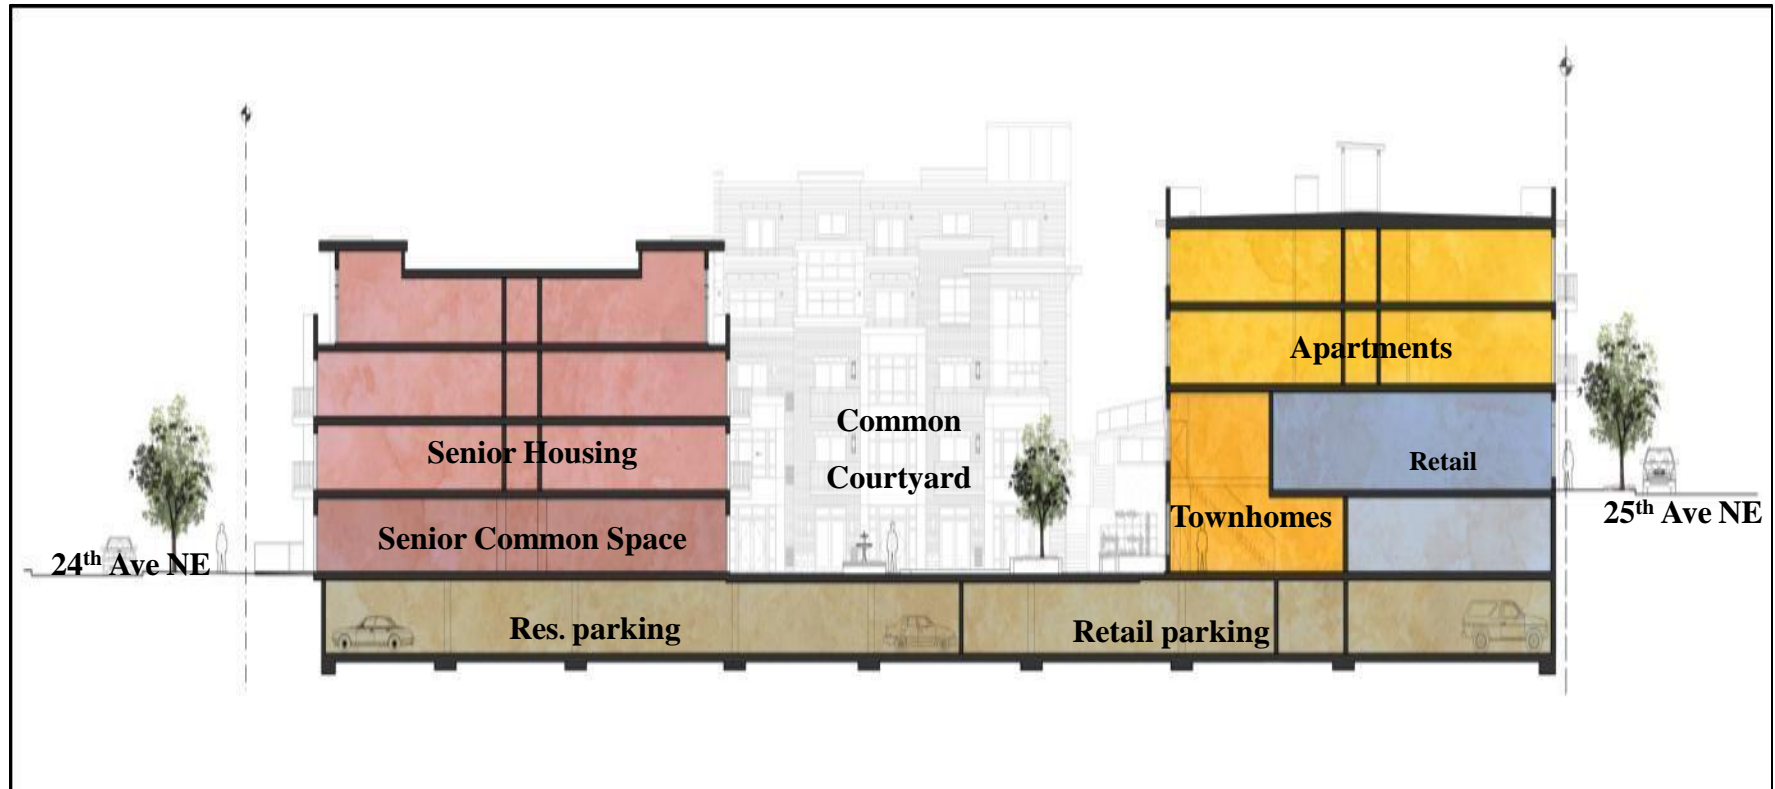 Apartments
Common
Courtyard
Senior Housing
Retail
Townhomes
25th Ave NE
Senior Common Space
24th Ave NE
Res. parking
Retail parking